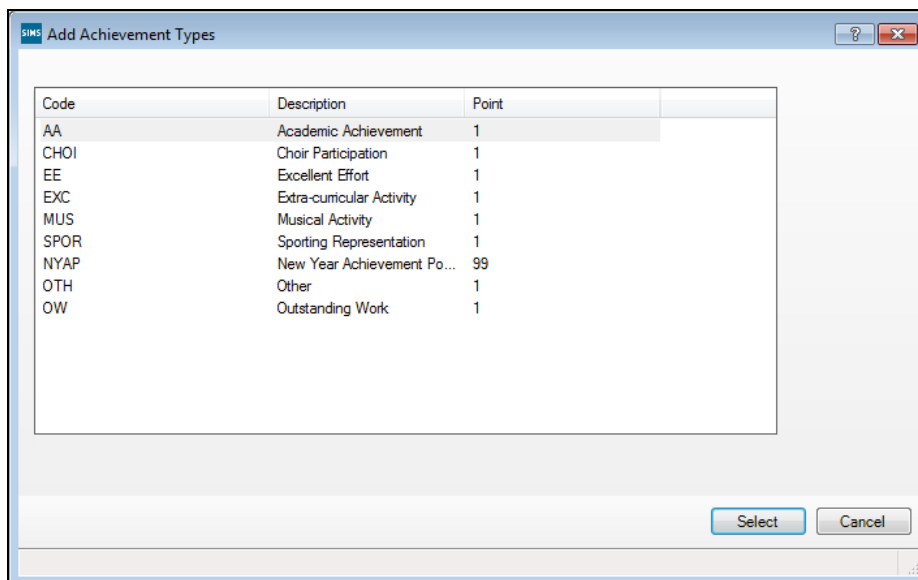 SIMS Add Achievement Types ?
Code Description Point
AA Academic Achievement 1
CHOI Choir Participation 1
EE Excellent Effort 1
EXC Extra-curricular Activity 1
MUS Musical Activity 1
SPOR Sporting Representation 1
NYAP New Year Achievement Po... 99
OTH Other 1
OW Outstanding Work 1
Select Cancel